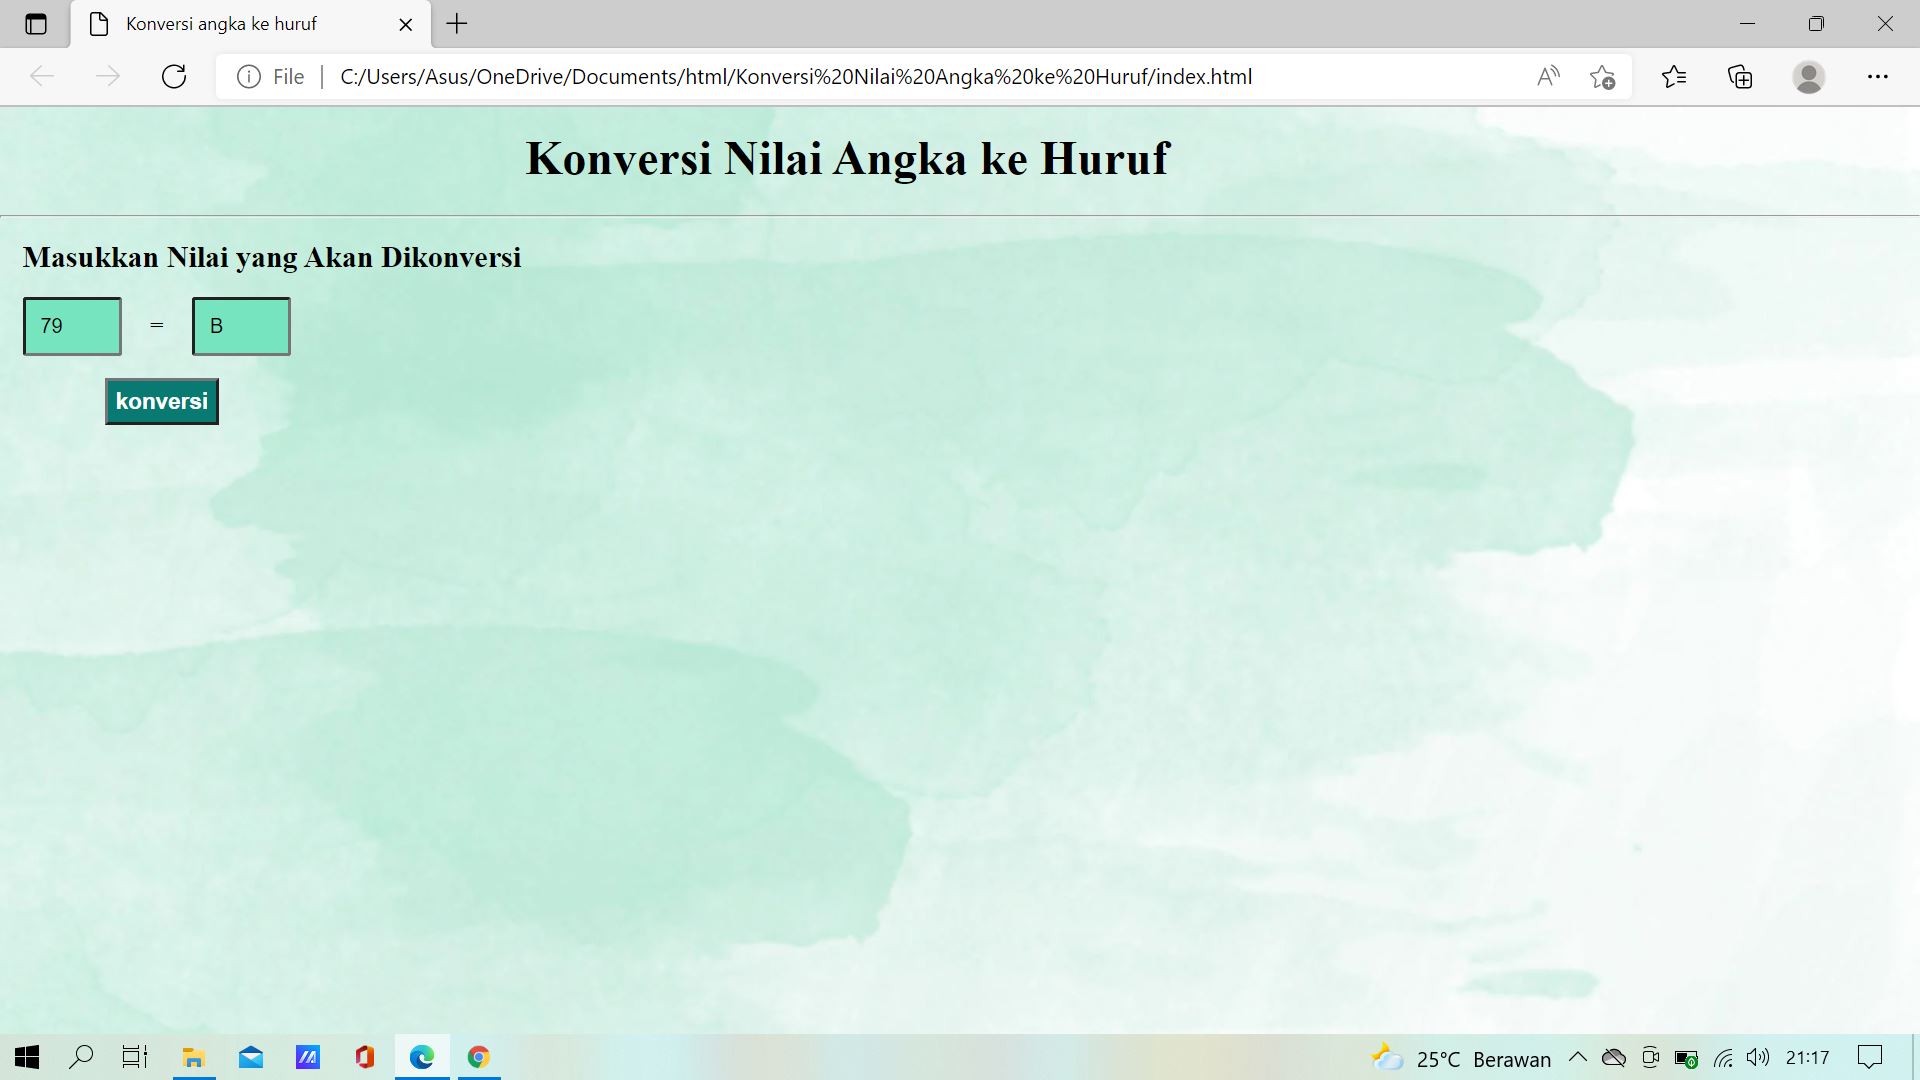 Konversi angka ke huruf
File
C:/Users/Asus/OneDrive/Documents/html/Konversi%20Nilai%20Angka%20ke%20Huruf/index.html
Konversi Nilai Angka ke Huruf
Masukkan Nilai yang Akan Dikonversi
79 = B
konversi
25°C Berawan
21:17